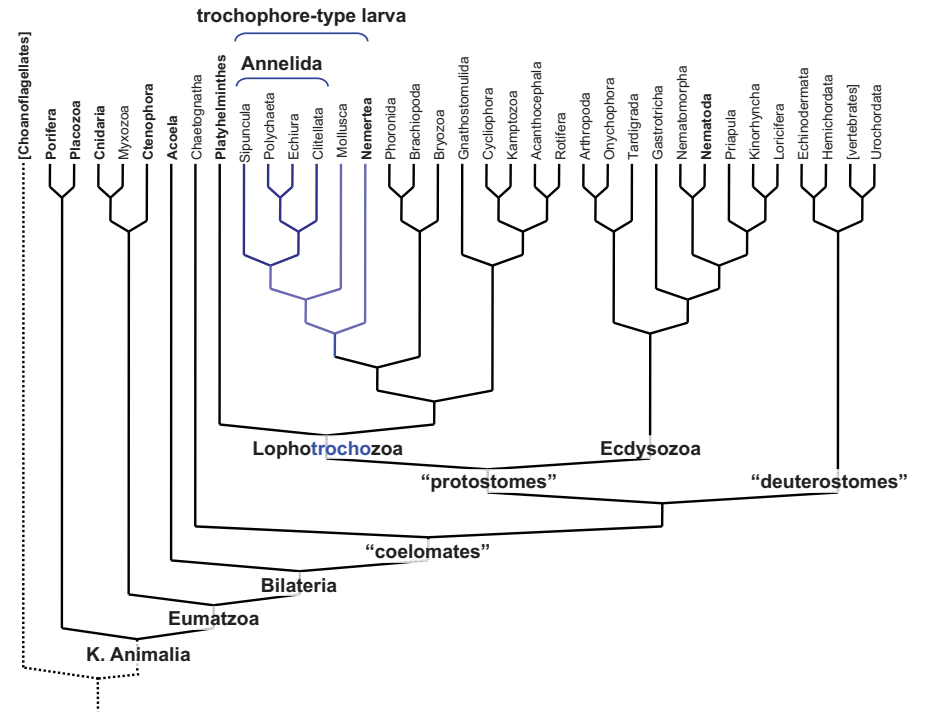 trochophore-type larva
Annelida
[Choanoflagellates]
Porifera
Placozoa
Cnidaria
Myxozoa
Ctenophora
Acoela
Chaetognatha
Platyhelminthes
Sipuncula
Polychaeta
Echiura
Clitellata
Mollusca
Nemertea
Phoronida
Brachiopoda
Bryozoa
Gnathostomulida
Cycliophora
Kamptzoa
Acanthocephala
Rotifera
Arthropoda
Onychophora
Tardigrada
Gastrotricha
Nematomorpha
Nematoda
Priapula
Kinorhyncha
Loricifera
Echinodermata
Hemichordata
[vertebrates]
Urochordata
Lophotrochozoa
Ecdysozoa
“protostomes”
“deuterostomes”
“coelomates”
Bilateria
Eumatzoa
K. Animalia